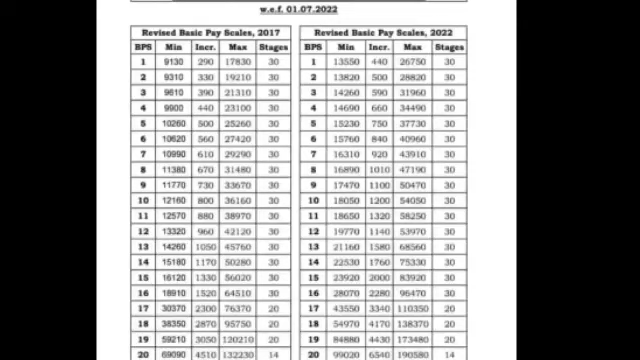 w.e.f. 01.07.2022
Revised Basic Pay Scales, 2017 Revised Basic Pay Scales, 2022
BPS Min Incr. Max Stages BPS Min Incr. Max Stages
1 9130 290 17830 30 1 13550 440 26750 30
2 9310 330 19210 30 2 13820 500 28820 30
3 9610 390 21310 30 3 14260 590 31960 30
4 9900 440 23100 30 4 14690 660 34490 30
5 10260 500 25260 30 5 15230 750 37730 30
6 10620 560 27420 30 6 15760 840 40960 30
7 10990 610 29290 30 7 16310 920 43910 30
8 11380 670 31480 30 8 16890 1010 47190 30
9 11770 730 33670 30 9 17470 1100 50470 30
10 12160 800 36160 30 10 18050 1200 54050 30
11 12570 880 38970 30 11 18650 1320 58250 30
12 13320 960 42120 30 12 19770 1140 53970 30
13 14260 1050 45760 30 13 21160 1580 68560 30
14 15180 1170 50280 30 14 22530 1760 75330 30
15 16120 1330 56020 30 15 23920 2000 83920 30
16 18910 1520 64510 30 16 28070 2280 96470 30
17 30370 2300 76370 20 17 43550 3340 110350 20
18 38350 2870 95750 20 18 54970 4170 138370 20
19 59210 3050 120210 20 19 84880 4430 173480 20
20 69090 4510 132230 14 20 99020 6540 190580 14